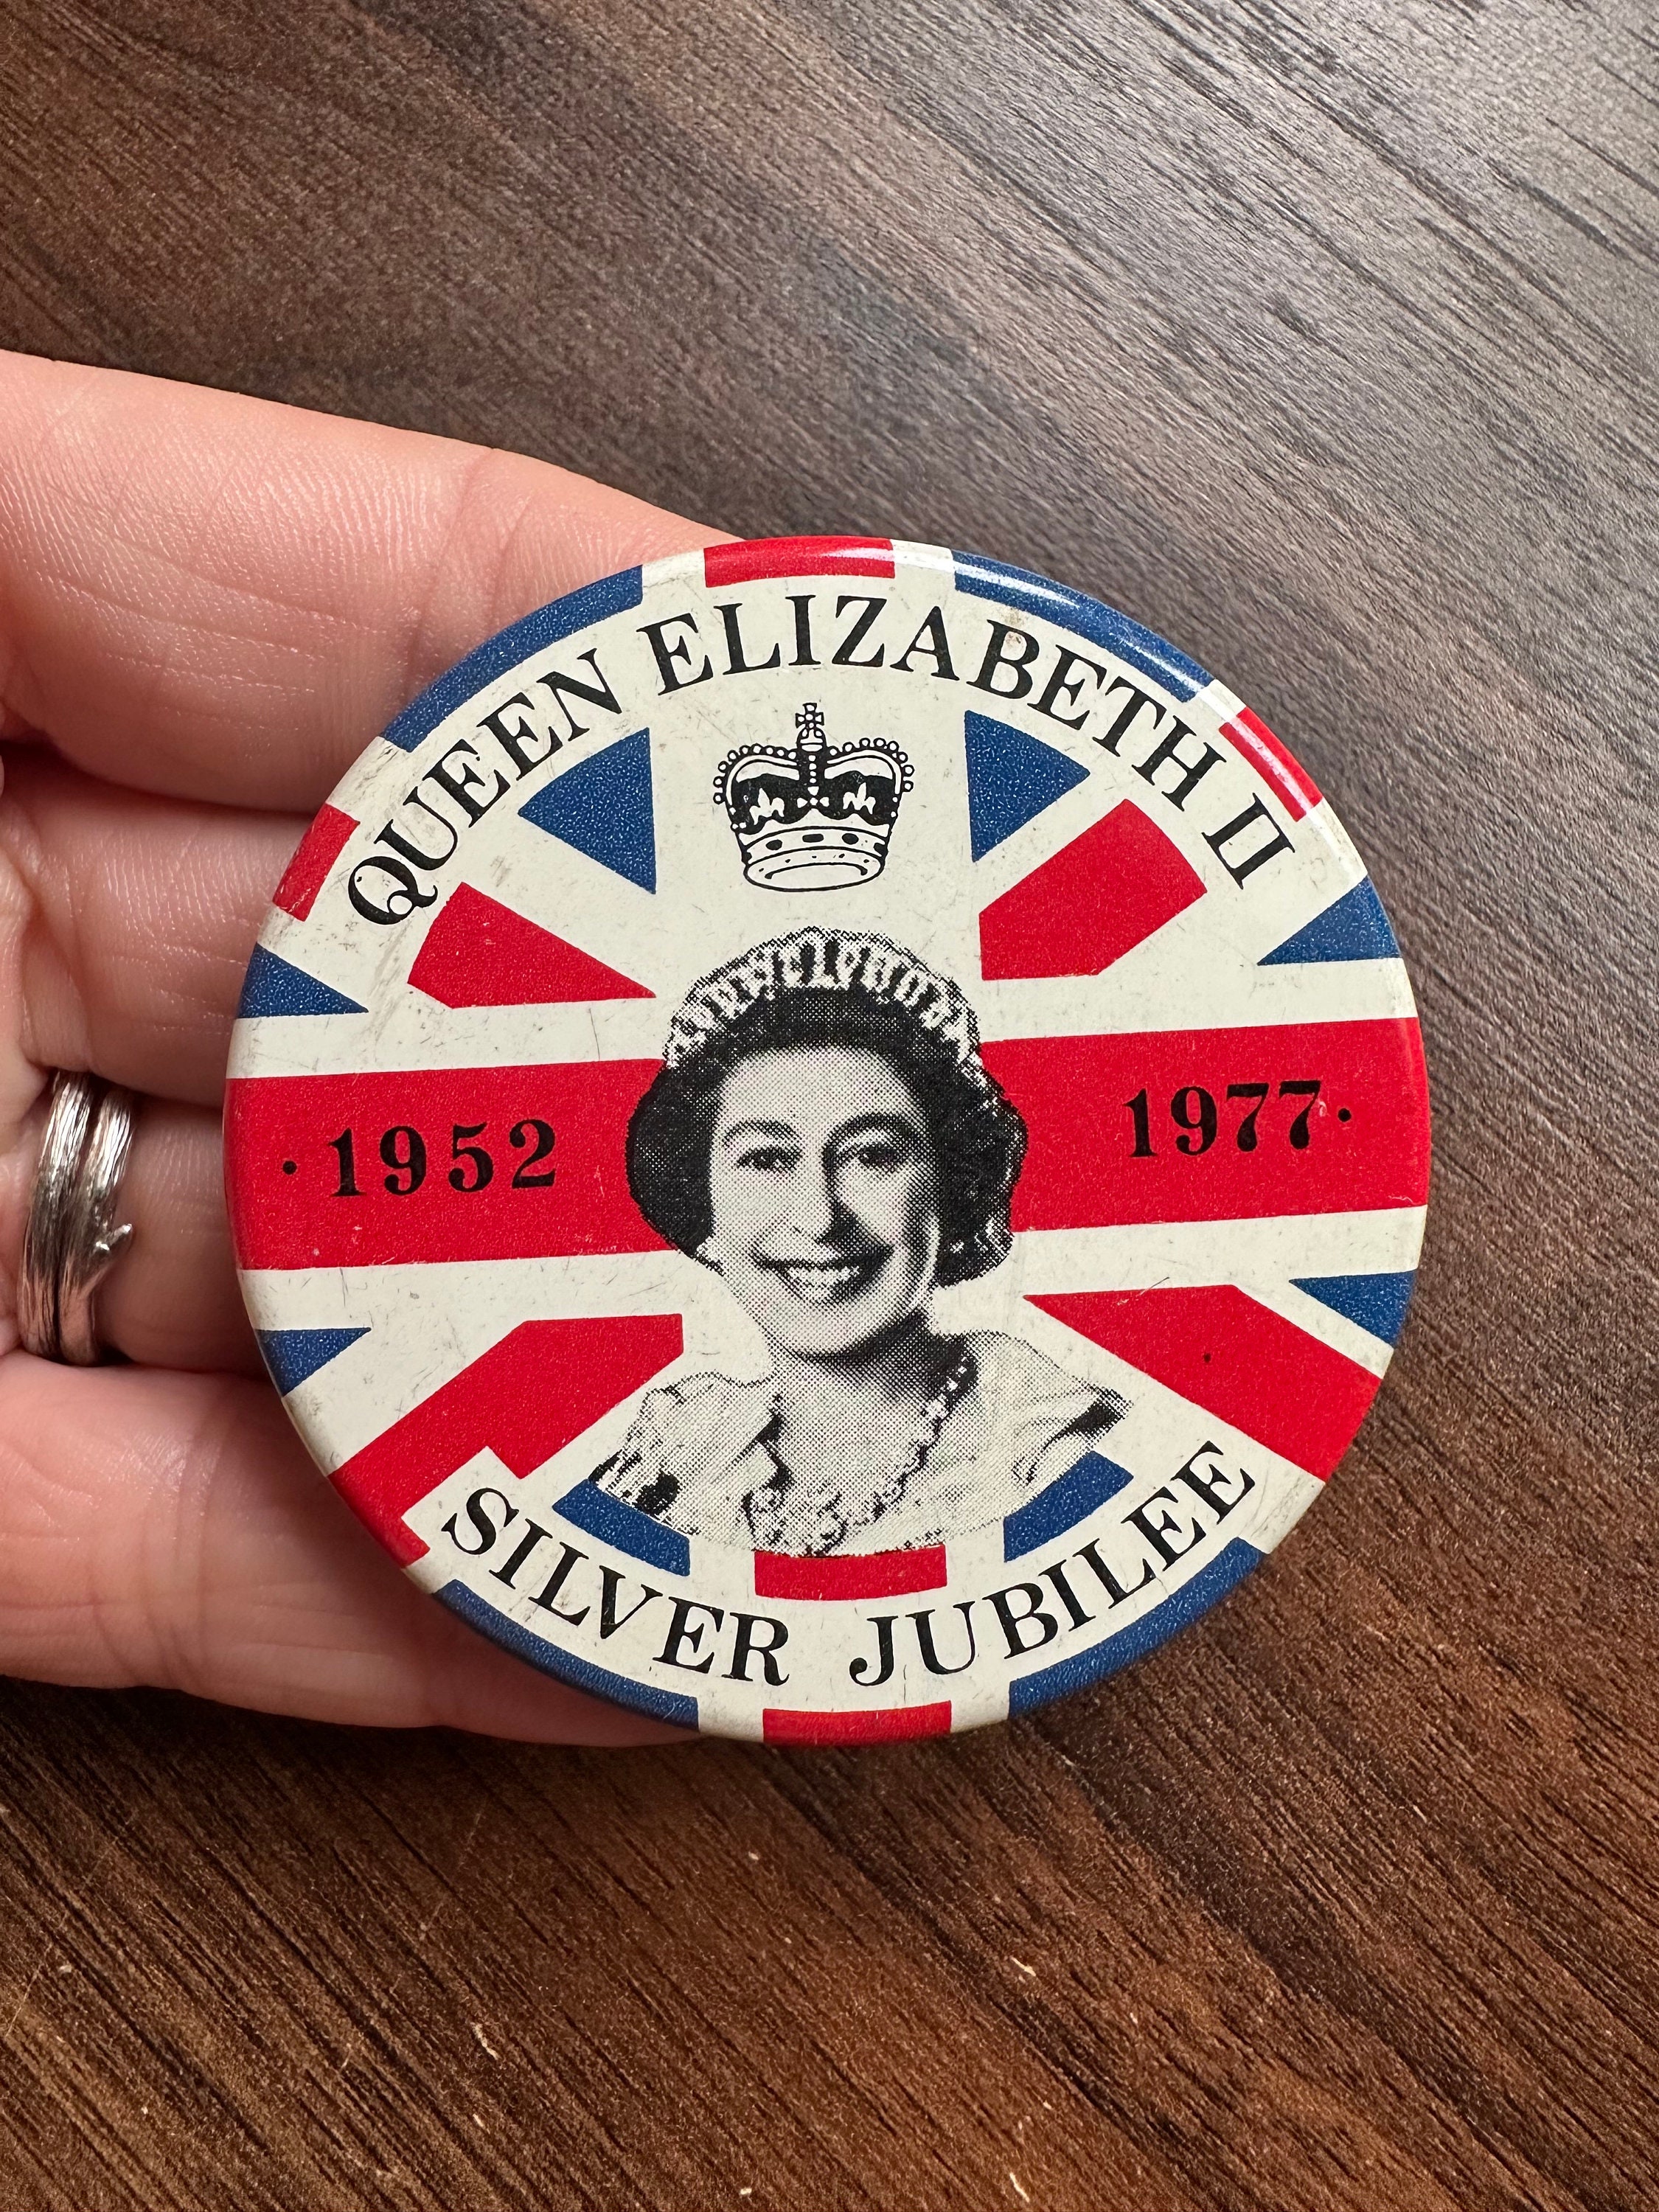 QUEEN ELIZABETH II
· 1952
1977 ·
SILVER JUBILEE